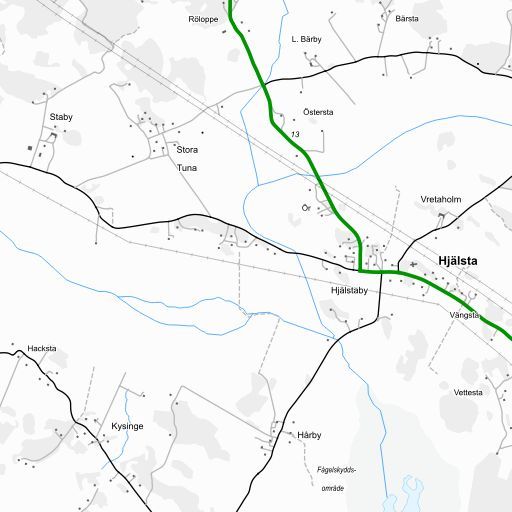 Röloppe
Bärsta
L. Bärby
Östersta
Staby
13
Stora
Tuna
Vretaholm
Ör
Hjälsta
Hjälstaby
Vängsta
Hacksta
Vettesta
Kysinge
Hårby
Fågelskydds-
område